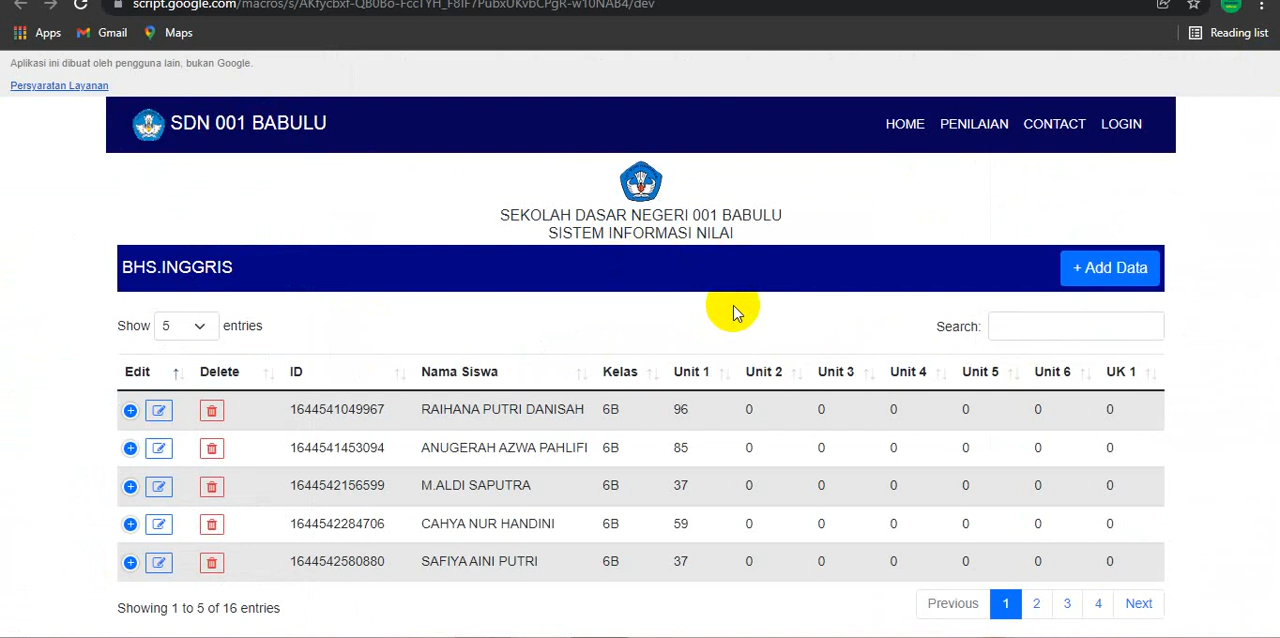 script.google.com/macros/s/
Apps Gmail Maps Reading list
Aplikasi ini dibuat oleh pengguna lain, bukan Google.
Persyaratan Layanan
SDN 001 BABULU HOME PENILAIAN CONTACT LOGIN
SEKOLAH DASAR NEGERI 001 BABULU
SISTEM INFORMASI NILAI
BHS.INGGRIS + Add Data
Show 5 entries Search:
Edit Delete ID Nama Siswa Kelas Unit 1 Unit 2 Unit 3 Unit 4 Unit 5 Unit 6 UK 1
1644541049967 RAIHANA PUTRI DANISAH 6B 96 0 0 0 0 0 0
1644541453094 ANUGERAH AZWA PAHLIFI 6B 85 0 0 0 0 0 0
1644542156599 M.ALDI SAPUTRA 6B 37 0 0 0 0 0 0
1644542284706 CAHYA NUR HANDINI 6B 59 0 0 0 0 0 0
1644542580880 SAFIYA AINI PUTRI 6B 37 0 0 0 0 0 0
Showing 1 to 5 of 16 entries Previous 1 2 3 4 Next